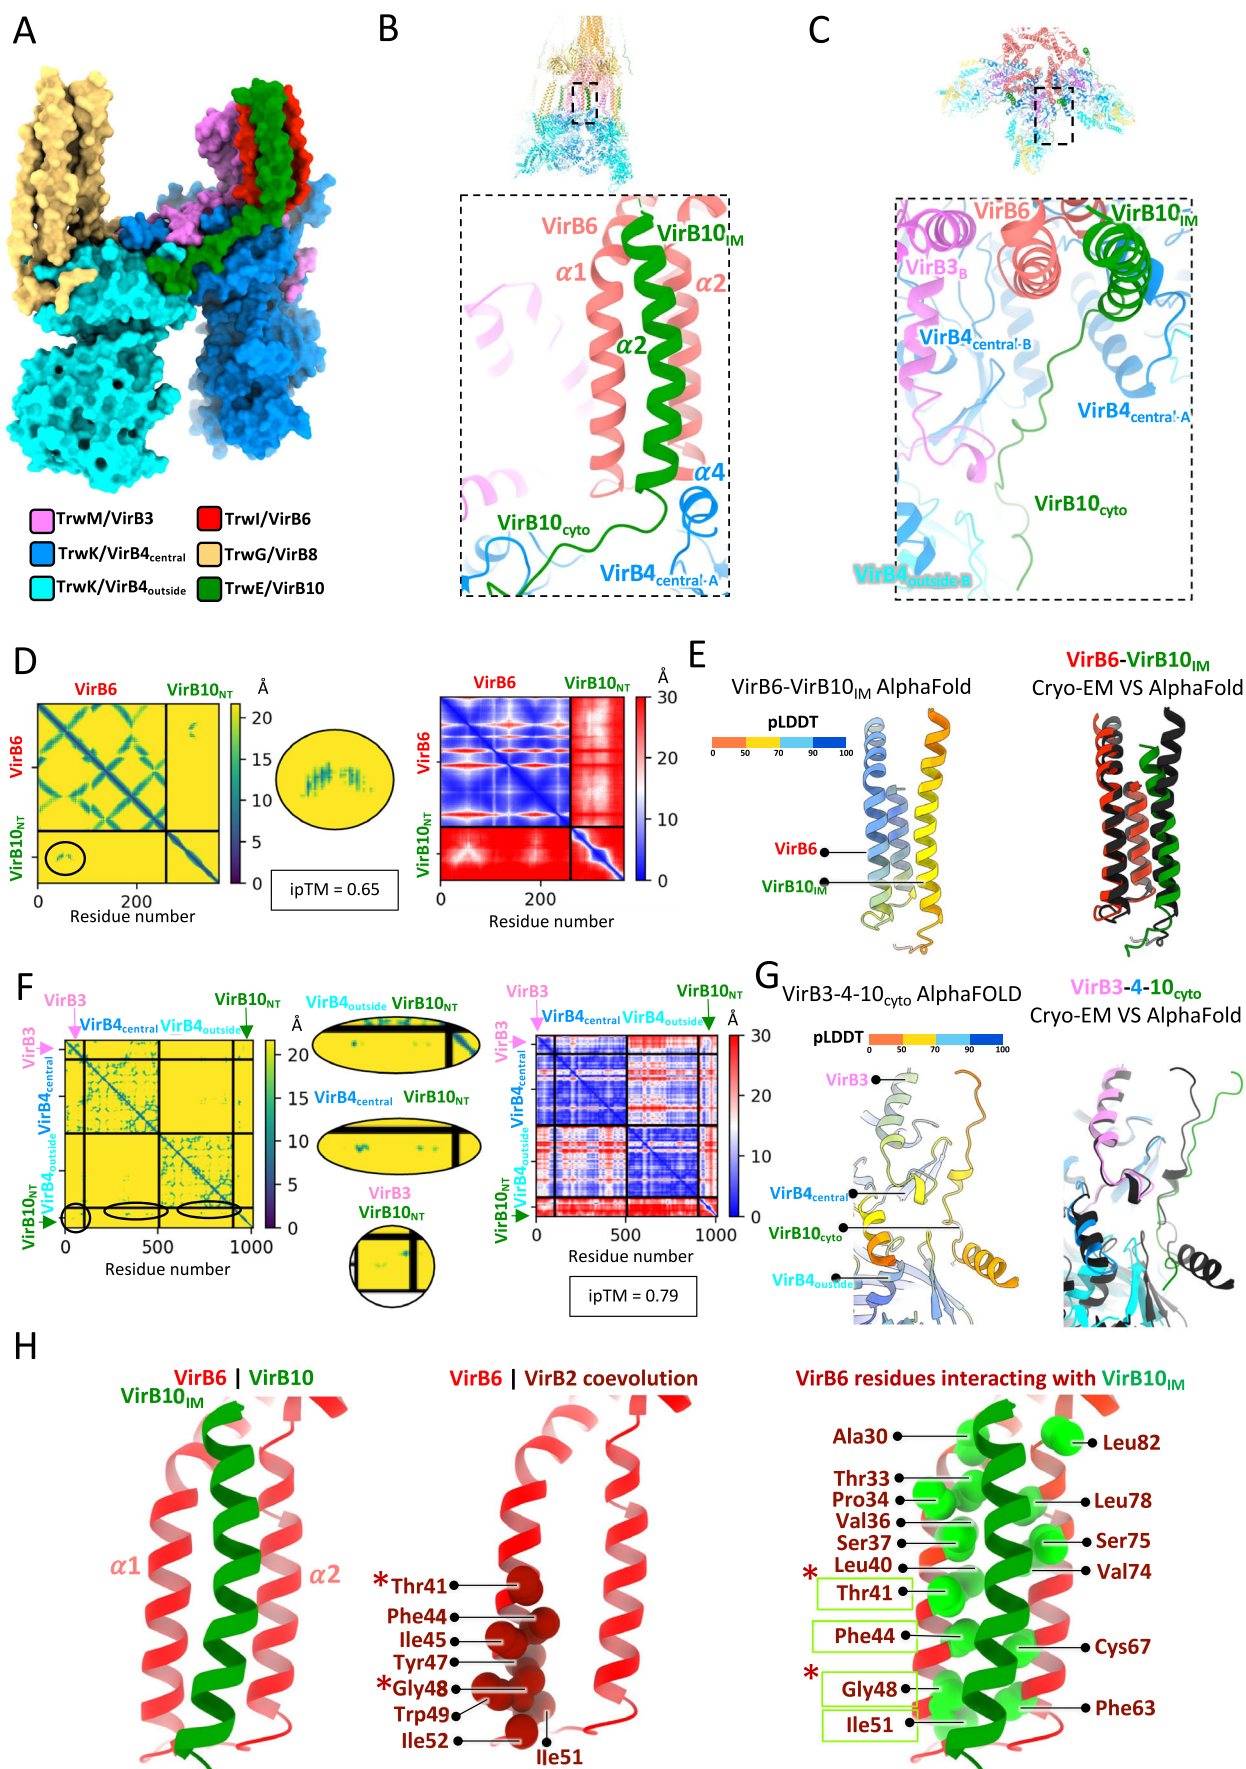 A
TrwM/VirB3
TrwI/VirB6
TrwK/VirB4central
TrwG/VirB8
TrwK/VirB4outside
TrwE/VirB10
B
VirB6
VirB10IM
α1
α2
α2
α4
VirB10cyto
VirB4central-A
C
VirB6
VirB10IM
VirB3B
VirB4central-B
VirB4central-A
VirB10cyto
VirB4outside-B
D
VirB6
VirB10NT
Å
VirB6
VirB10NT
20
15
10
5
0
0
200
Residue number
ipTM = 0.65
VirB6
VirB10NT
Å
VirB6
VirB10NT
30
20
10
0
0
200
Residue number
E
VirB6-VirB10IM AlphaFold
pLDDT
0 50 70 90 100
VirB6
VirB10IM
VirB6-VirB10IM
Cryo-EM VS AlphaFold
F
VirB3
VirB10NT
VirB4central
VirB4outside
Å
VirB3
VirB4central
VirB4outside
VirB10NT
20
15
10
5
0
0
500
1000
Residue number
VirB4outside
VirB10NT
VirB4central
VirB10NT
VirB3
VirB10NT
VirB3
VirB10NT
VirB4central
VirB4outside
Å
VirB3
VirB4central
VirB4outside
VirB10NT
30
20
10
0
0
500
1000
Residue number
ipTM = 0.79
G
VirB3-4-10cyto AlphaFOLD
pLDDT
0 50 70 90 100
VirB3
VirB4central
VirB10cyto
VirB4oustside
VirB3-4-10cyto
Cryo-EM VS AlphaFold
H
VirB6 | VirB10
VirB10IM
α1
α2
VirB6 | VirB2 coevolution
*Thr41
Phe44
Ile45
Tyr47
*Gly48
Trp49
Ile52
Ile51
VirB6 residues interacting with VirB10IM
Ala30
Leu82
Thr33
Pro34
Leu78
Val36
Ser37
Ser75
Leu40
Val74
*
Thr41
Phe44
Cys67
*
Gly48
Phe63
Ile51